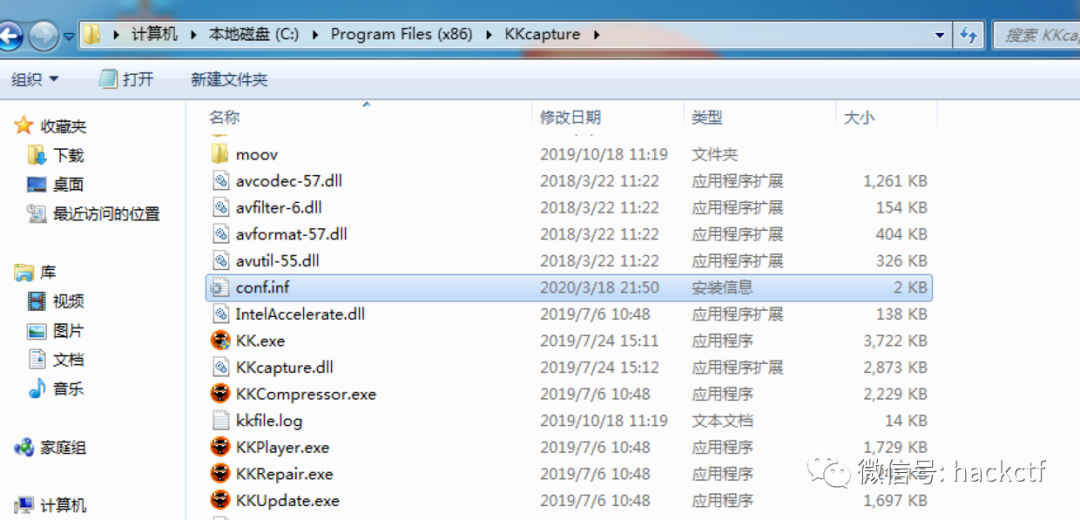 计算机 ▸ 本地磁盘 (C:) ▸ Program Files (x86) ▸ KKcapture ▸
搜索 KKcap
组织 打开 新建文件夹
名称 修改日期 类型 大小
收藏夹
下载
桌面
最近访问的位置
库
视频
图片
文档
音乐
家庭组
计算机
moov 2019/10/18 11:19 文件夹
avcodec-57.dll 2018/3/22 11:22 应用程序扩展 1,261 KB
avfilter-6.dll 2018/3/22 11:22 应用程序扩展 154 KB
avformat-57.dll 2018/3/22 11:22 应用程序扩展 404 KB
avutil-55.dll 2018/3/22 11:22 应用程序扩展 326 KB
conf.inf 2020/3/18 21:50 安装信息 2 KB
IntelAccelerate.dll 2019/7/6 10:48 应用程序扩展 138 KB
KK.exe 2019/7/24 15:11 应用程序 3,722 KB
KKcapture.dll 2019/7/24 15:12 应用程序扩展 2,873 KB
KKCompressor.exe 2019/7/6 10:48 应用程序 2,229 KB
kkfile.log 2019/10/18 11:19 文本文档 14 KB
KKPlayer.exe 2019/7/6 10:48 应用程序 1,729 KB
KKRepair.exe 2019/7/6 10:48 应用程序 KB
KKUpdate.exe 2019/7/6 10:48 应用程序 1,697 KB
微信号: hackctf